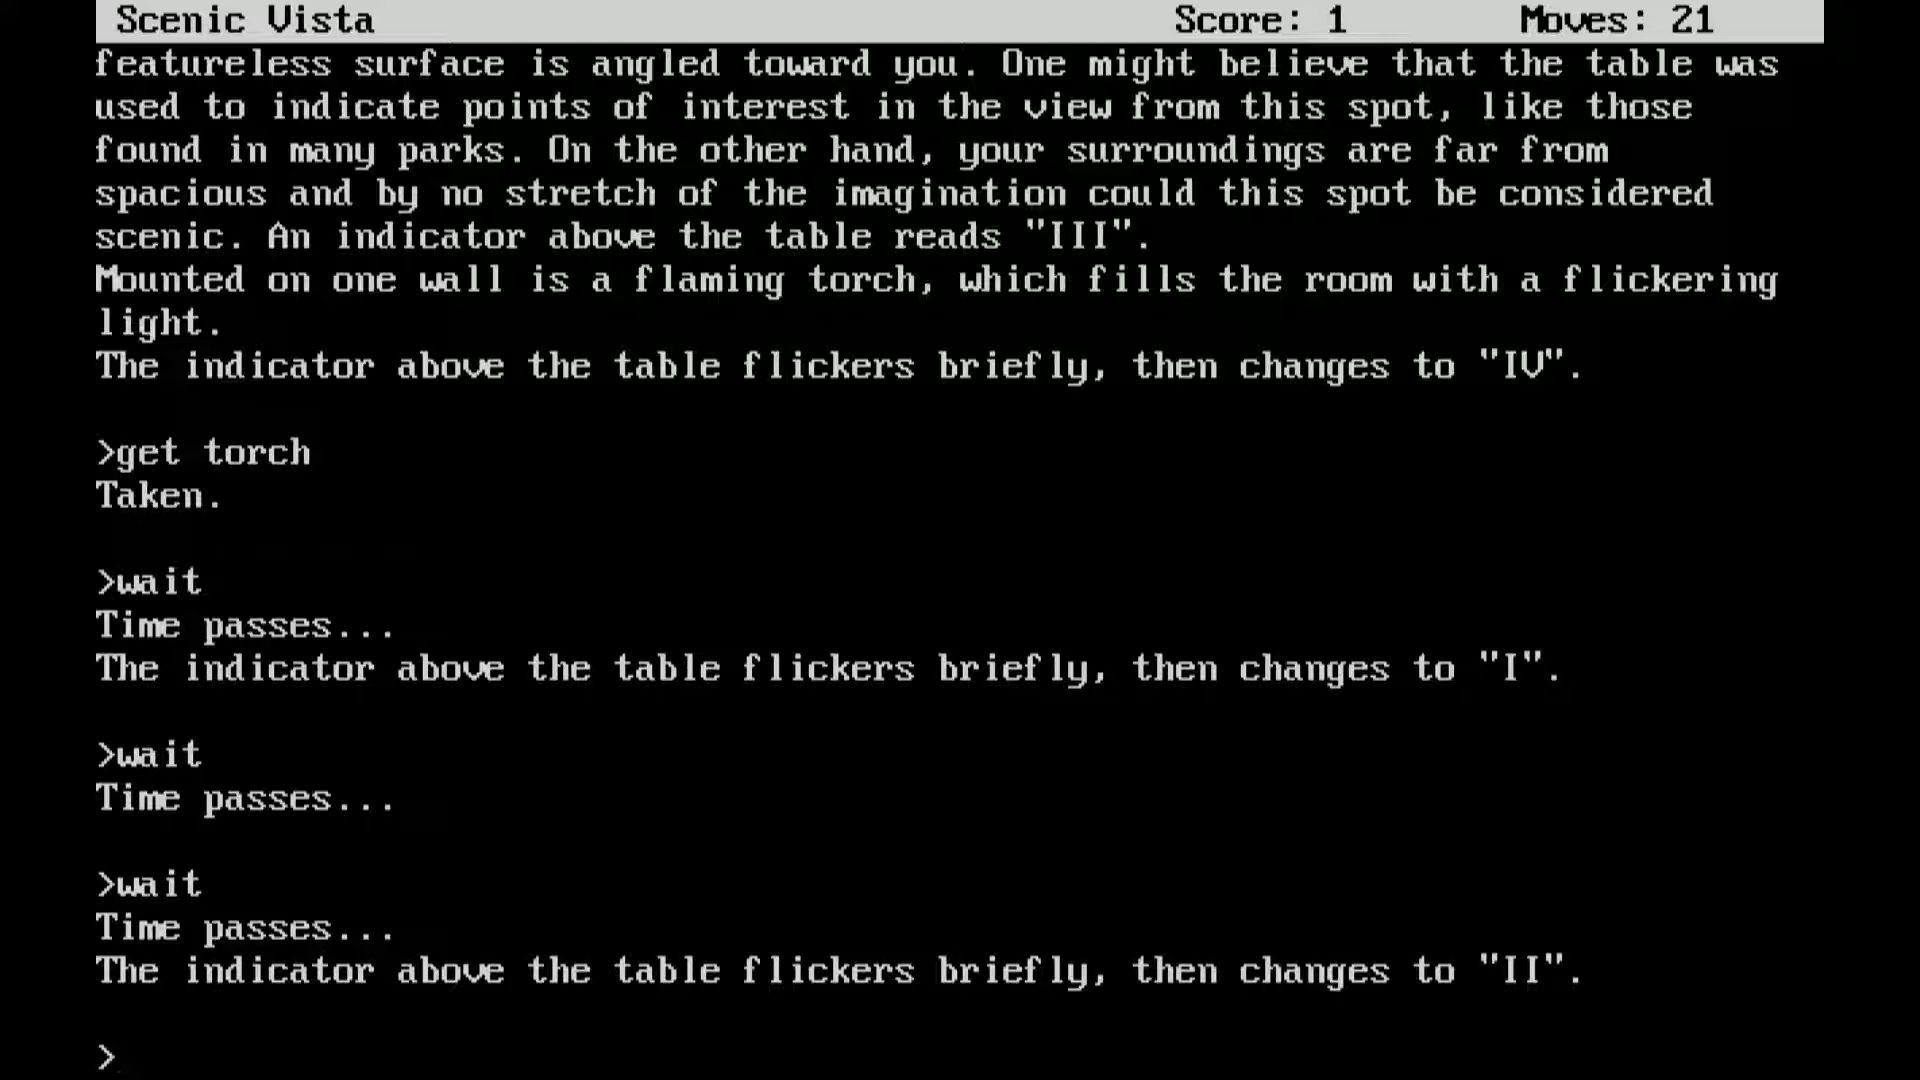 Scenic Vista Score: 1 Moves: 21
featureless surface is angled toward you. One might believe that the table was
used to indicate points of interest in the view from this spot, like those
found in many parks. On the other hand, your surroundings are far from
spacious and by no stretch of the imagination could this spot be considered
scenic. An indicator above the table reads "III".
Mounted on one wall is a flaming torch, which fills the room with a flickering
light.
The indicator above the table flickers briefly, then changes to "IV".
>get torch
Taken.
>wait
Time passes...
The indicator above the table flickers briefly, then changes to "I".
>wait
Time passes...
>wait
Time passes...
The indicator above the table flickers briefly, then changes to "II".
>